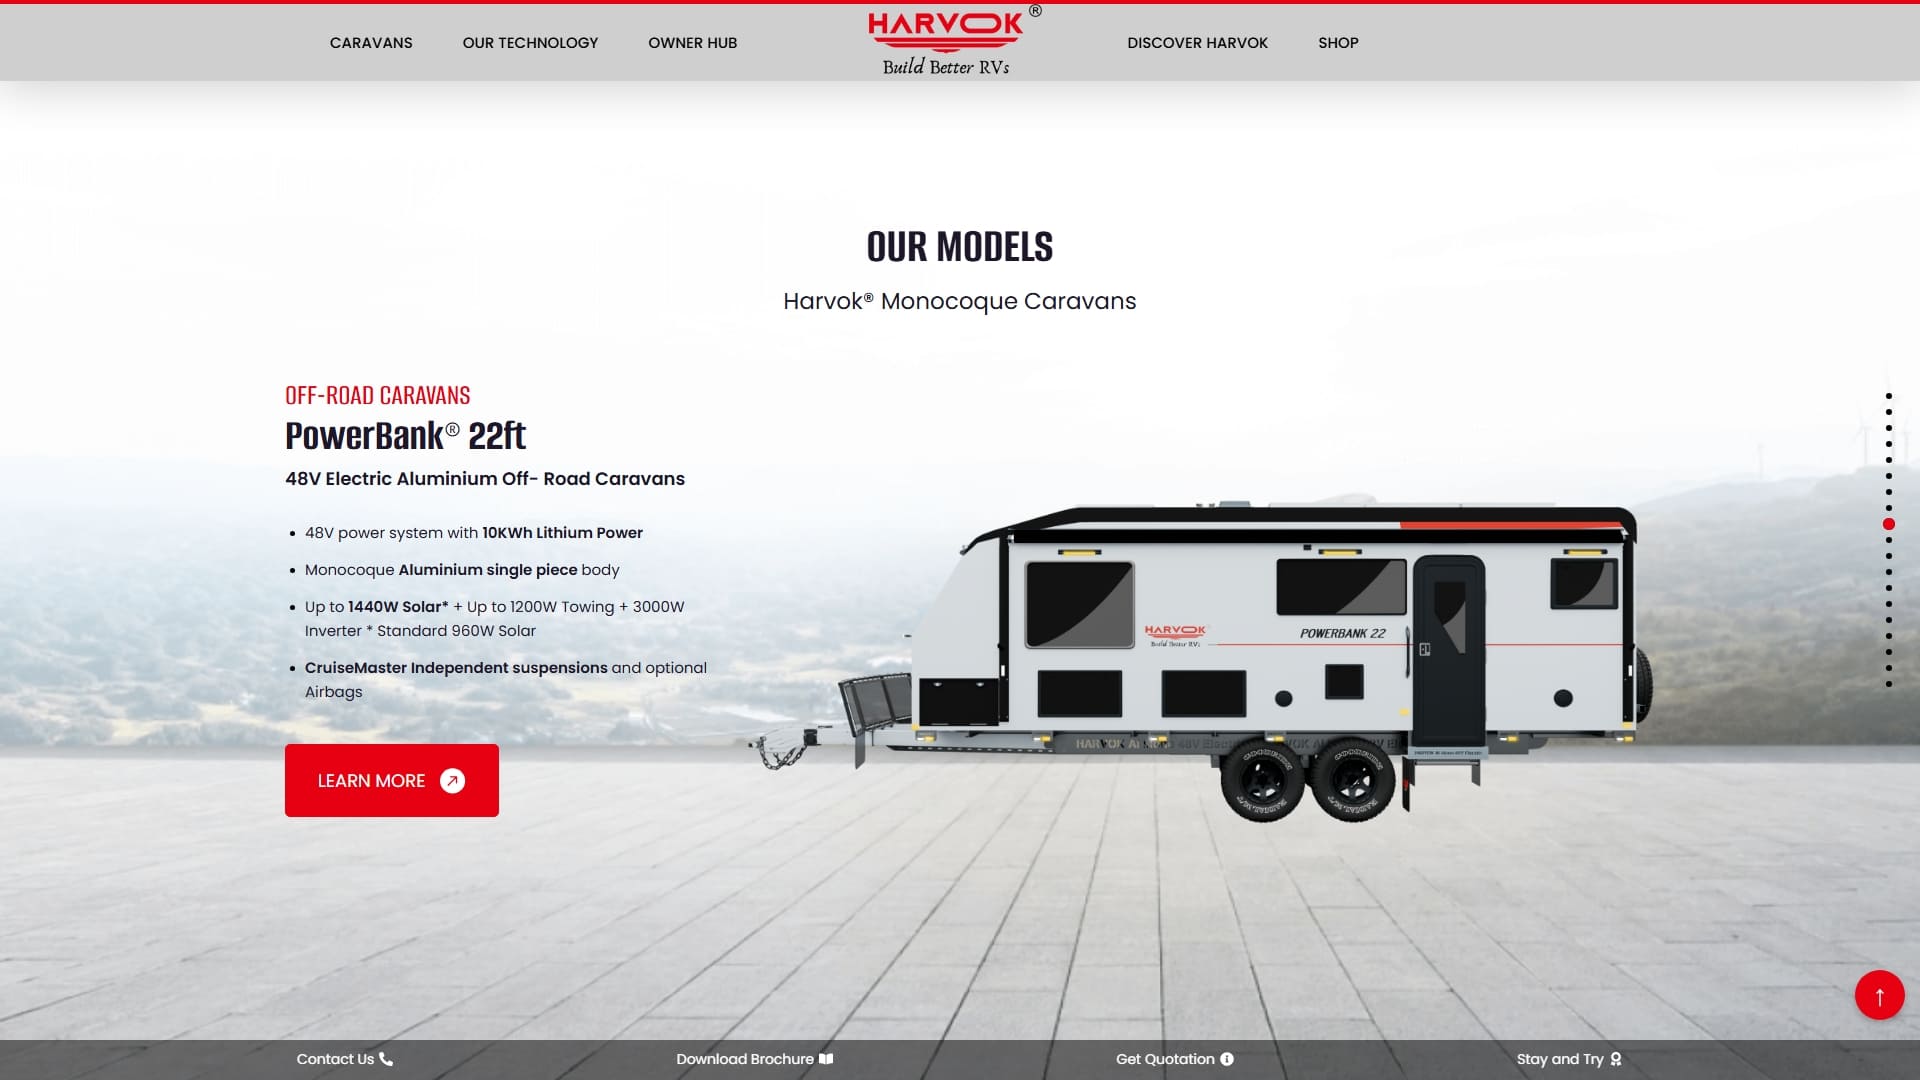 CARAVANS
OUR TECHNOLOGY
OWNER HUB
HARVOK®
Build Better RVs
DISCOVER HARVOK
SHOP
OUR MODELS
Harvok® Monocoque Caravans
OFF-ROAD CARAVANS
PowerBank® 22ft
48V Electric Aluminium Off- Road Caravans
• 48V power system with 10KWh Lithium Power
• Monocoque Aluminium single piece body
• Up to 1440W Solar* + Up to 1200W Towing + 3000W
Inverter * Standard 960W Solar
• CruiseMaster Independent suspensions and optional
Airbags
LEARN MORE
HARVOK
Build Better RVs
POWERBANK 22
Contact Us
Download Brochure
Get Quotation
Stay and Try